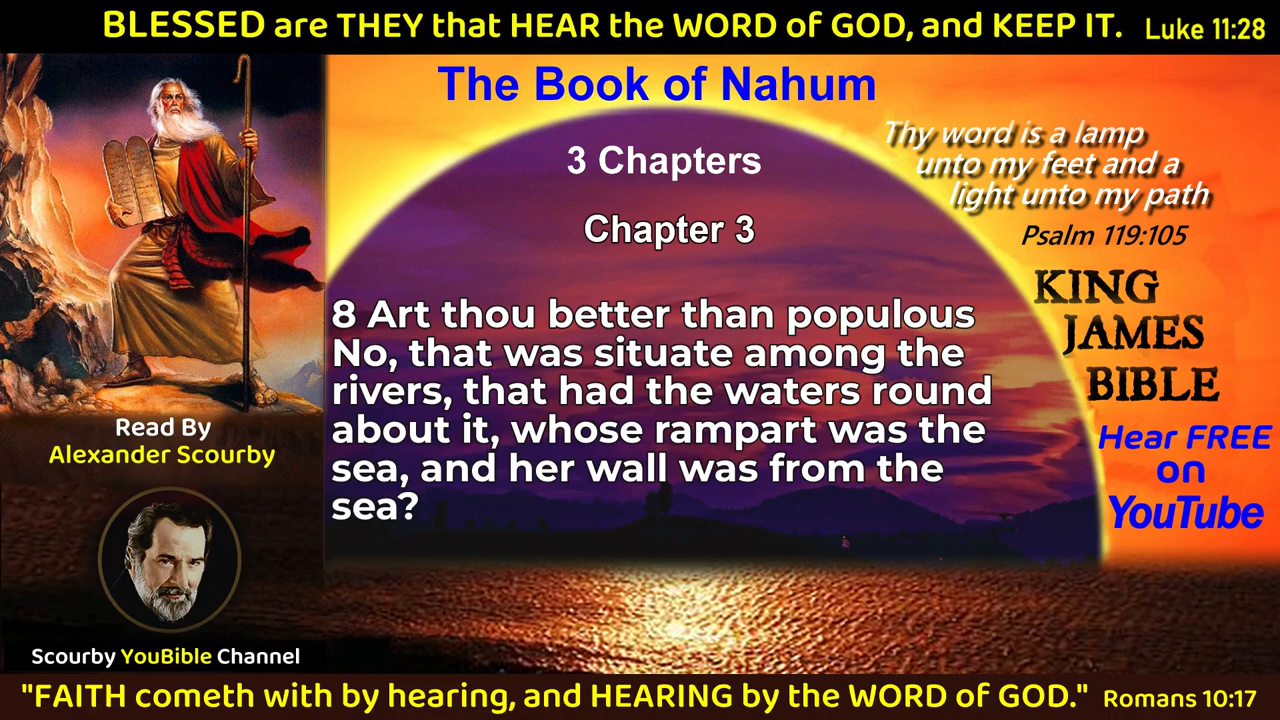 BLESSED are THEY that HEAR the WORD of GOD, and KEEP IT. Luke 11:28
The Book of Nahum
3 Chapters
Chapter 3
8 Art thou better than populous
No, that was situate among the
rivers, that had the waters round
about it, whose rampart was the
sea, and her wall was from the
sea?
Thy word is a lamp
unto my feet and a
light unto my path
Psalm 119:105
KING
JAMES
BIBLE
Hear FREE
on
YouTube
Read By
Alexander Scourby
Scourby YouBible Channel
"FAITH cometh with by hearing, and HEARING by the WORD of GOD." Romans 10:17